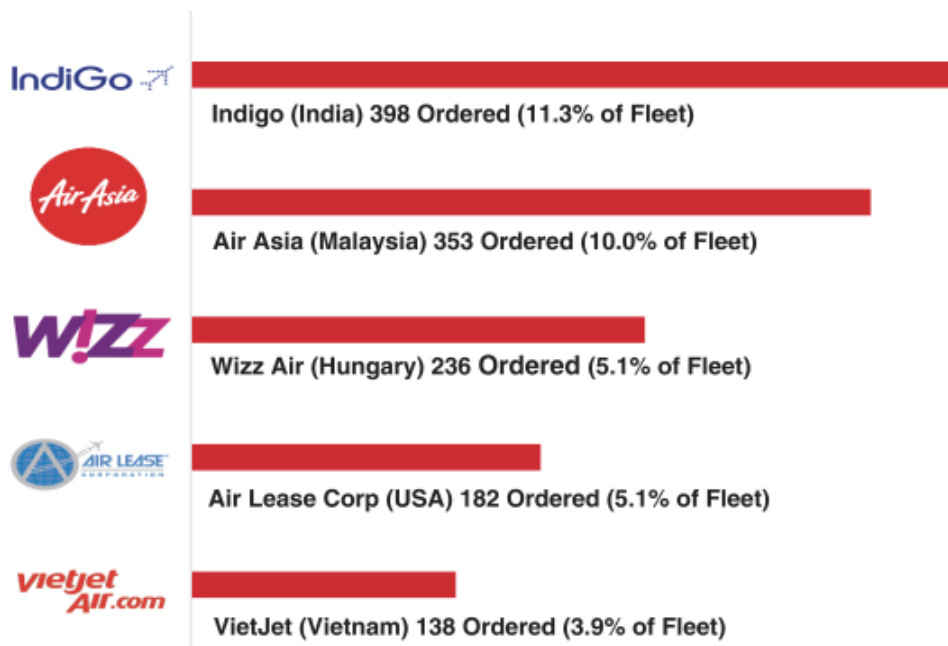 IndiGo
Indigo (India) 398 Ordered (11.3% of Fleet)
AirAsia
Air Asia (Malaysia) 353 Ordered (10.0% of Fleet)
W!ZZ
Wizz Air (Hungary) 236 Ordered (5.1% of Fleet)
AIR LEASE
CORPORATION
Air Lease Corp (USA) 182 Ordered (5.1% of Fleet)
vietjet
Air.com
VietJet (Vietnam) 138 Ordered (3.9% of Fleet)